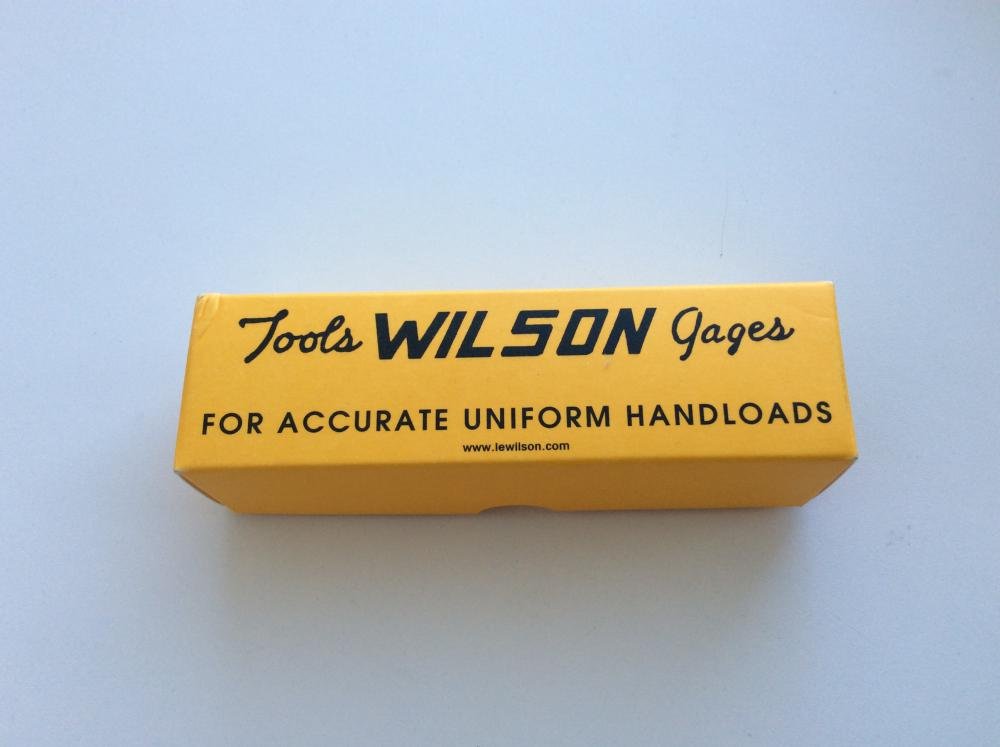 Tools WILSON Gages
FOR ACCURATE UNIFORM HANDLOADS
www.lewilson.com